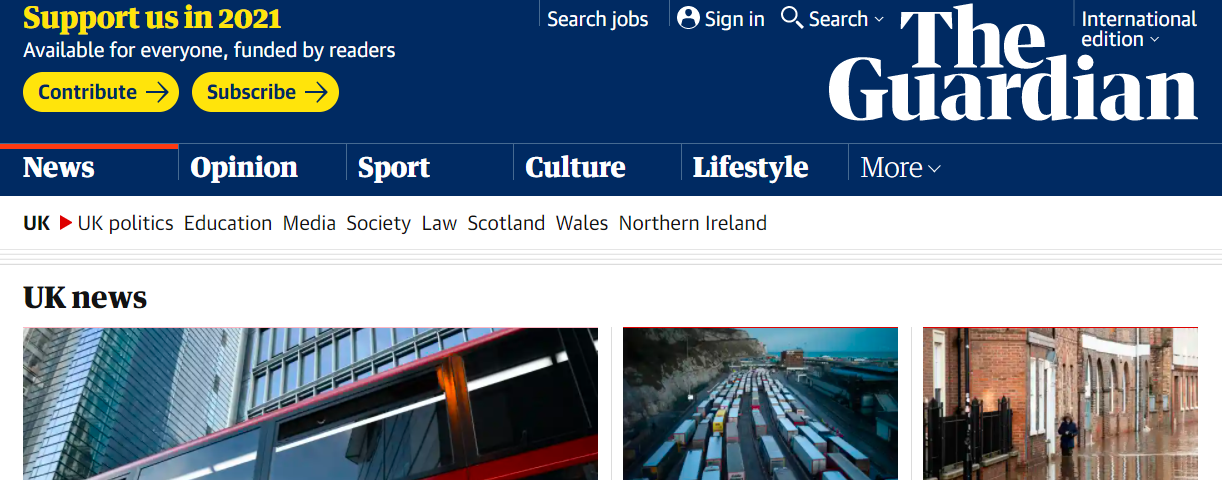 Support us in 2021
Available for everyone, funded by readers
Contribute
Subscribe
Search jobs
Sign in
Search
International
edition
The
Guardian
News
Opinion
Sport
Culture
Lifestyle
More
UK
UK politics
Education
Media
Society
Law
Scotland
Wales
Northern Ireland
UK news